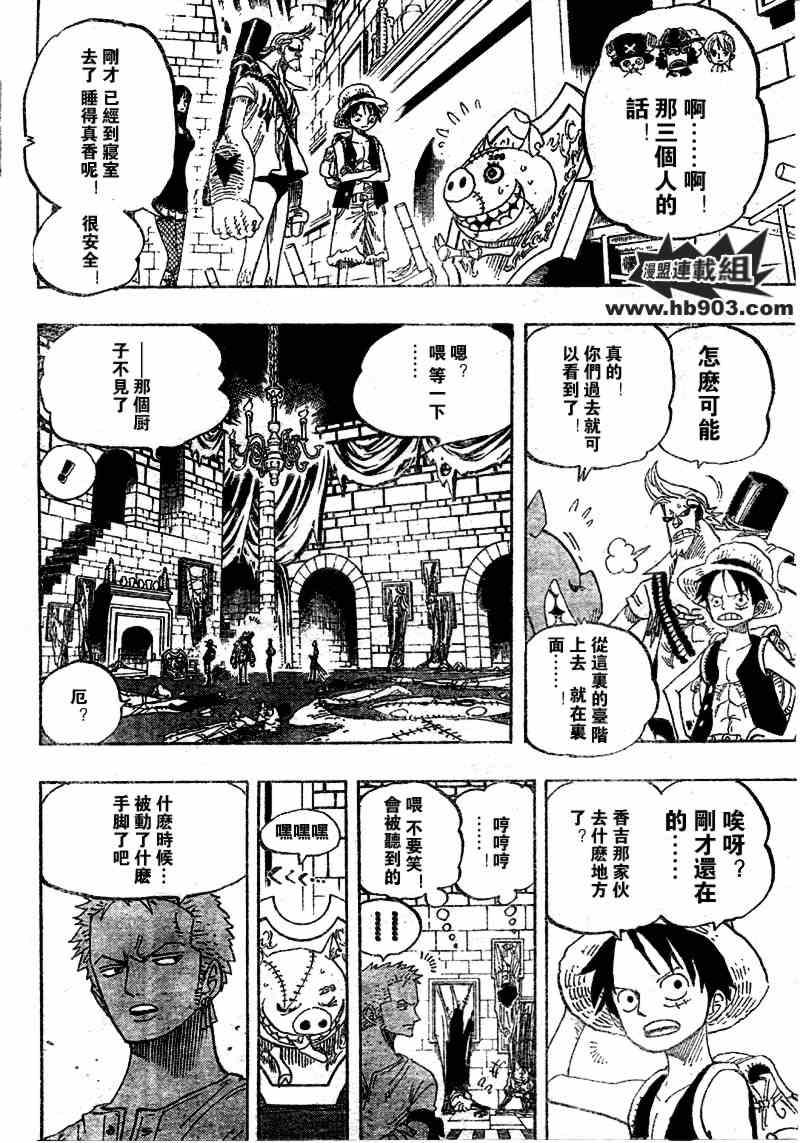 啊……啊！
那三個人的
話！
剛才 已經到寢室
去了 睡得真香呢！
很安全！
漫盟連載組
www.hb903.com
怎麽可能
真的！
你們過去就可
以看到了！
從這裏的臺階
上去 就在裏
面……！
嗯？
喂 等一下
……
——那個厨
子不見了
！
厄？
唉呀？
剛才還在
的……
香吉那家伙
去什麽地方
了？
哼哼哼
……！
喂 不要笑！
會被聽到的
！！
嘿嘿嘿
什麽時候…
被動了什麽
手脚了吧